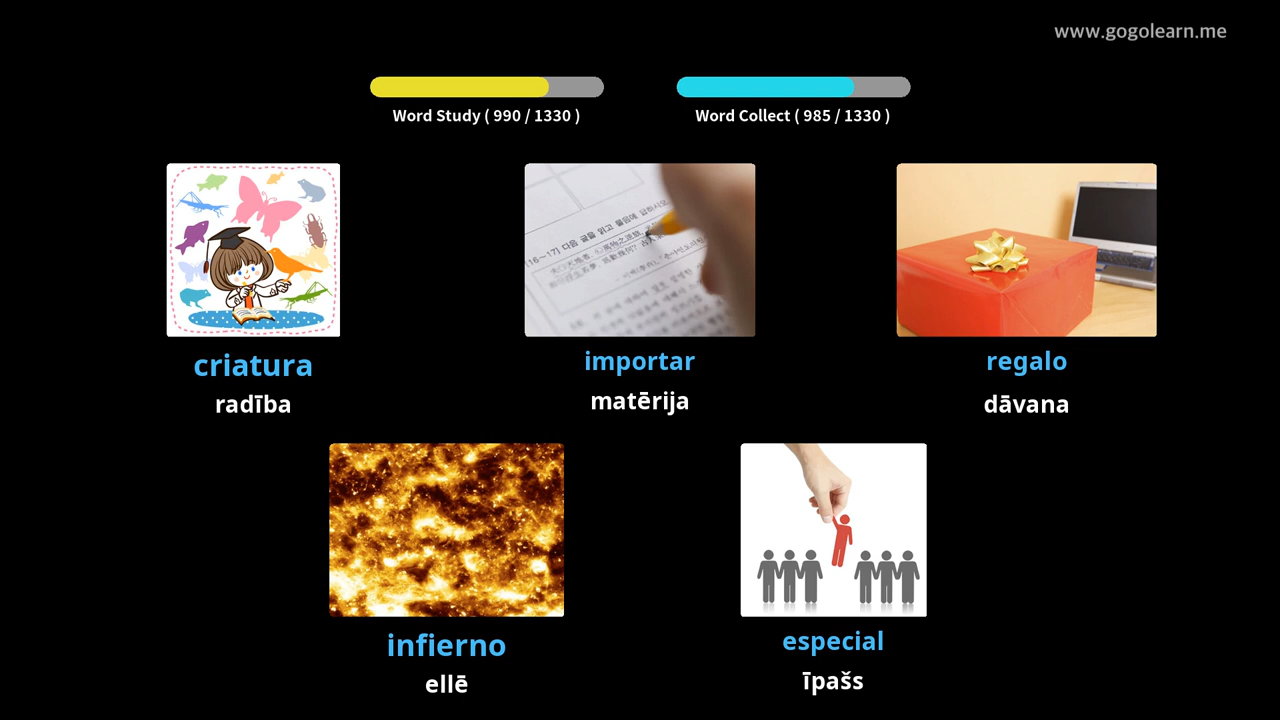 www.gogolearn.me
Word Study ( 990 / 1330 )
Word Collect ( 985 / 1330 )
criatura
radība
importar
matērija
regalo
dāvana
infierno
ellē
especial
īpašs